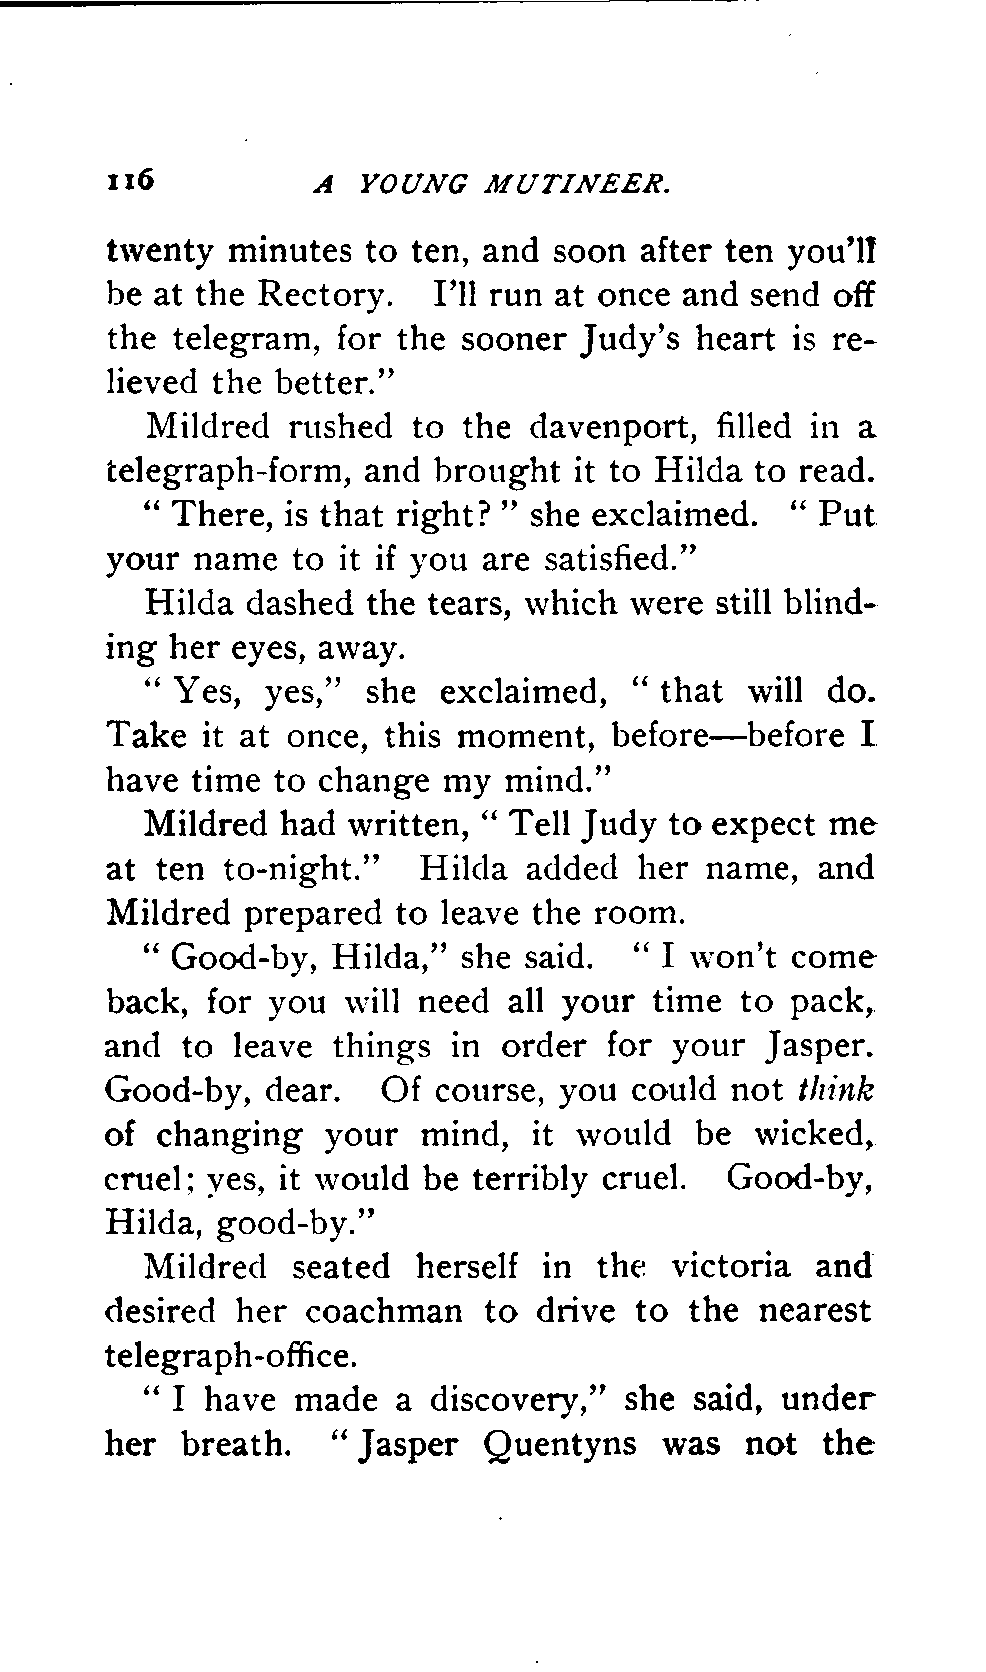 116 A YOUNG MUTINEER.
twenty minutes to ten, and soon after ten you'll
be at the Rectory. I'll run at once and send off
the telegram, for the sooner Judy's heart is re-
lieved the better."
Mildred rushed to the davenport, filled in a
telegraph-form, and brought it to Hilda to read.
" There, is that right? " she exclaimed. " Put
your name to it if you are satisfied."
Hilda dashed the tears, which were still blind-
ing her eyes, away.
" Yes, yes," she exclaimed, " that will do.
Take it at once, this moment, before—before I
have time to change my mind."
Mildred had written, " Tell Judy to expect me
at ten to-night." Hilda added her name, and
Mildred prepared to leave the room.
" Good-by, Hilda," she said. " I won't come
back, for you will need all your time to pack,
and to leave things in order for your Jasper.
Good-by, dear. Of course, you could not think
of changing your mind, it would be wicked,
cruel; yes, it would be terribly cruel. Good-by,
Hilda, good-by."
Mildred seated herself in the victoria and
desired her coachman to drive to the nearest
telegraph-office.
" I have made a discovery," she said, under
her breath. " Jasper Quentyns was not the